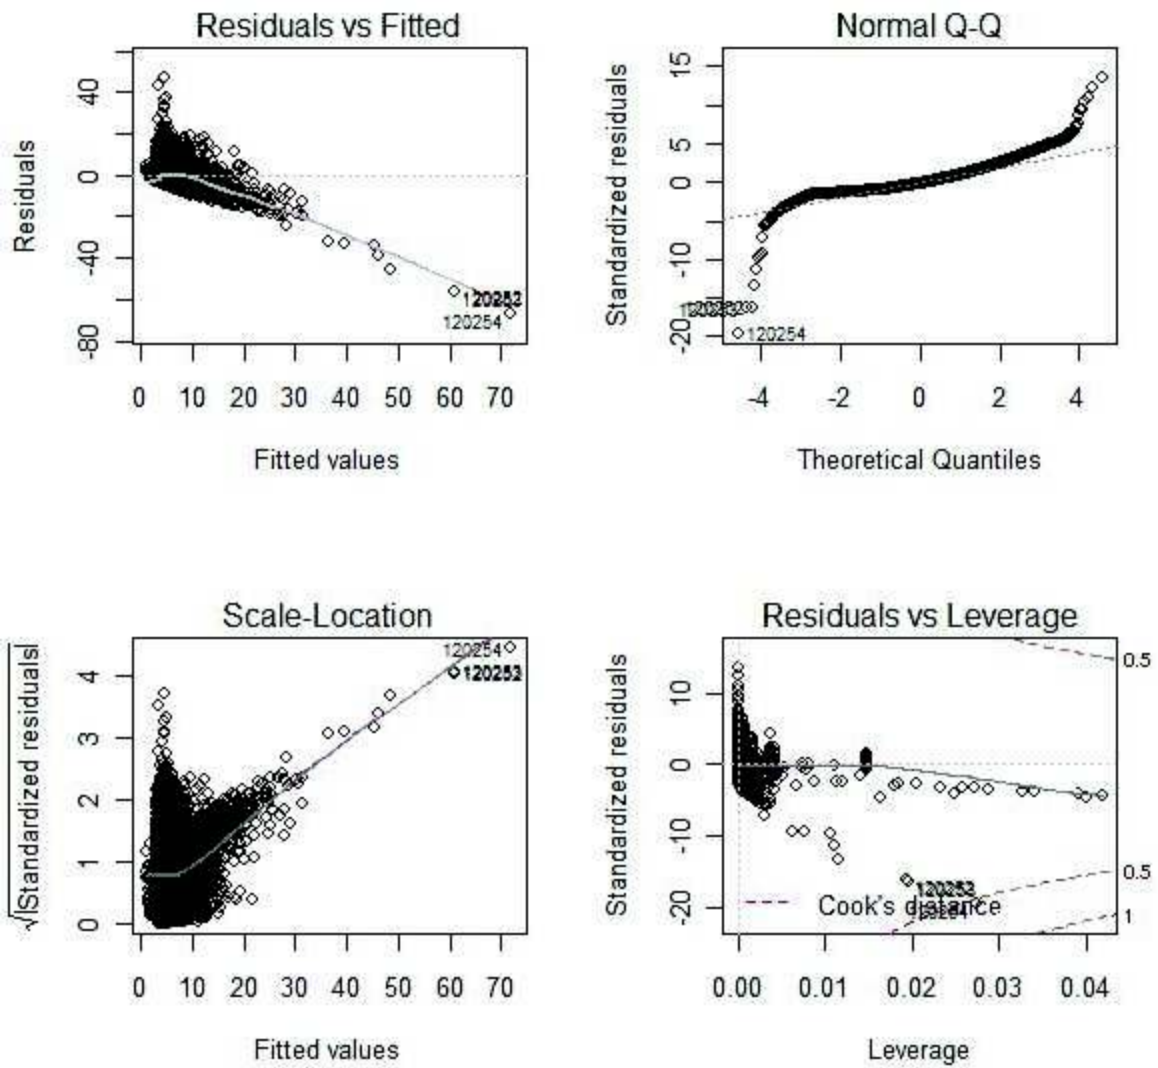 Residuals vs Fitted
Residuals
40
0
-40
-80
120254
0 10 20 30 40 50 60 70
Fitted values
Normal Q-Q
Standardized residuals
15
5
0
-10
-20
120254
-4 -2 0 2 4
Theoretical Quantiles
Scale-Location
√|Standardized residuals|
4
3
2
1
0
120254
0 10 20 30 40 50 60 70
Fitted values
Residuals vs Leverage
Standardized residuals
10
0
-10
-20
0.5
0.5
1
Cook's distance
0.00 0.01 0.02 0.03 0.04
Leverage